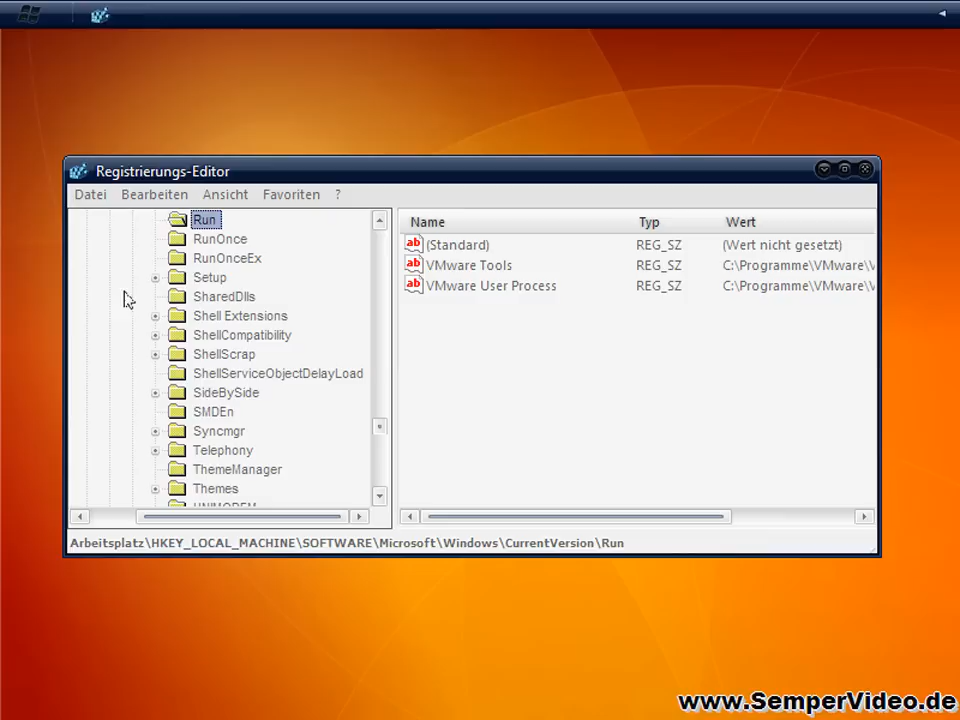 Registrierungs-Editor
Datei Bearbeiten Ansicht Favoriten ?
Run
RunOnce
RunOnceEx
Setup
SharedDlls
Shell Extensions
ShellCompatibility
ShellScrap
ShellServiceObjectDelayLoad
SideBySide
SMDEn
Syncmgr
Telephony
ThemeManager
Themes
Name Typ Wert
(Standard) REG_SZ (Wert nicht gesetzt)
VMware Tools REG_SZ C:\Programme\VMware\
VMware User Process REG_SZ C:\Programme\VMware\
Arbeitsplatz\HKEY_LOCAL_MACHINE\SOFTWARE\Microsoft\Windows\CurrentVersion\Run
www.SemperVideo.de